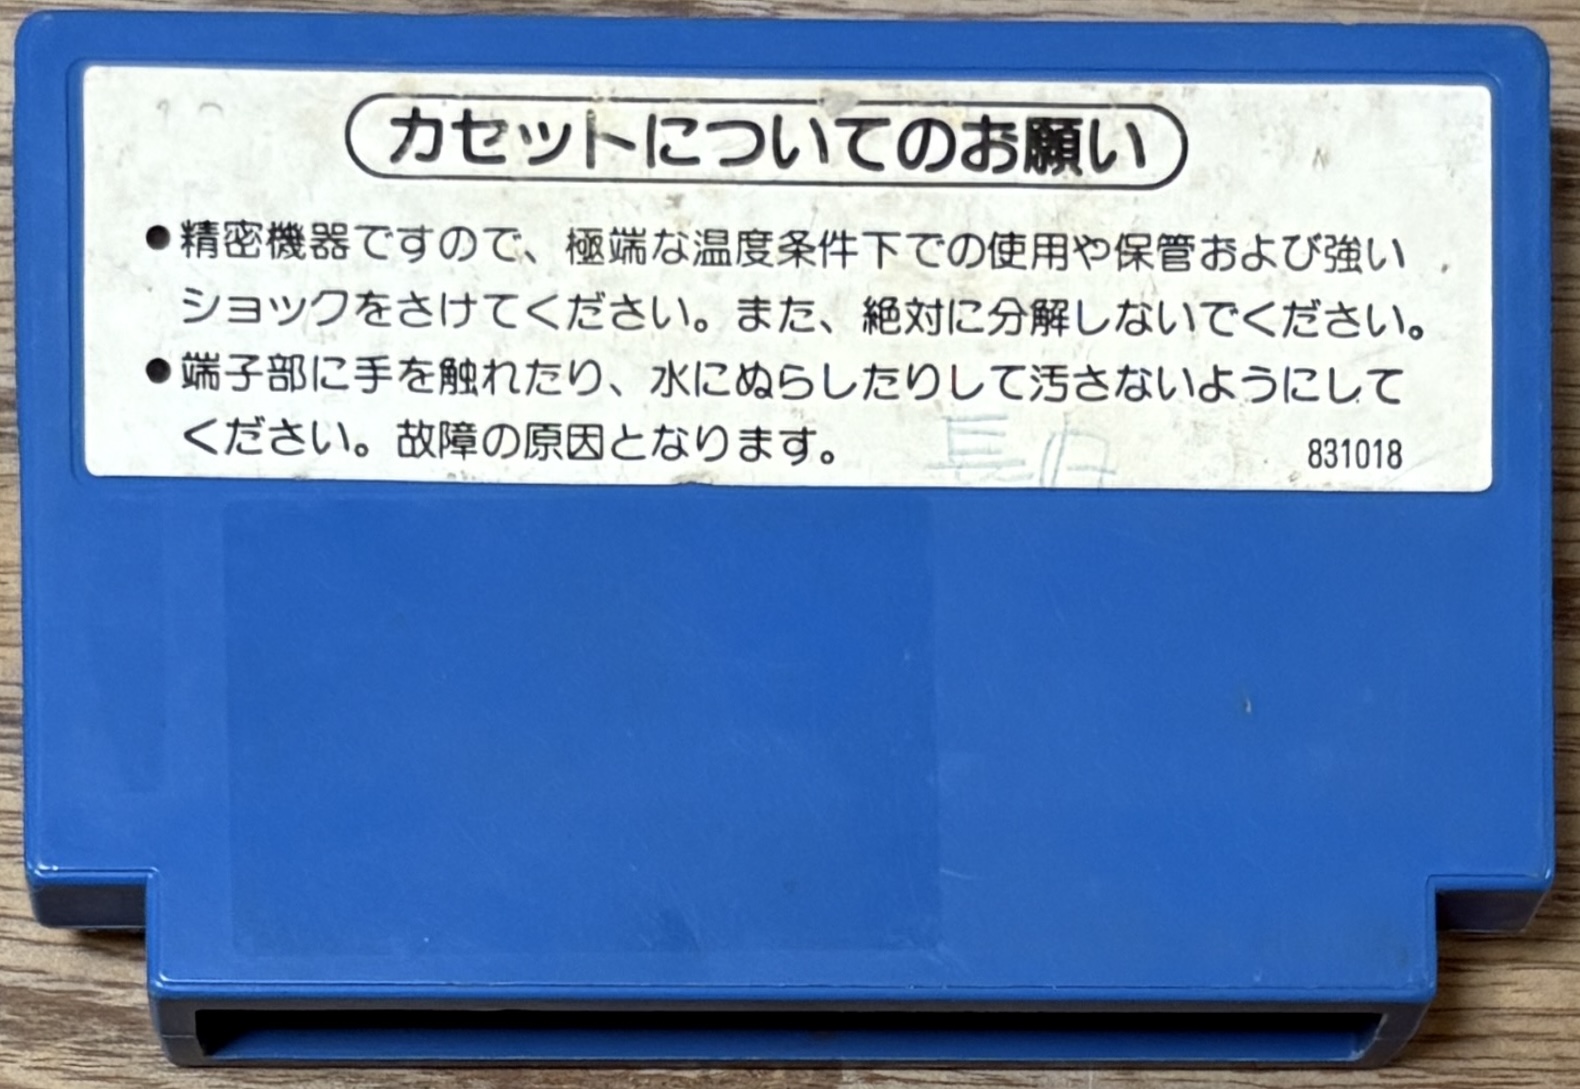 カセットについてのお願い
●精密機器ですので、極端な温度条件下での使用や保管および強い
ショックをさけてください。また、絶対に分解しないでください。
●端子部に手を触れたり、水にぬらしたりして汚さないようにして
ください。故障の原因となります。
831018